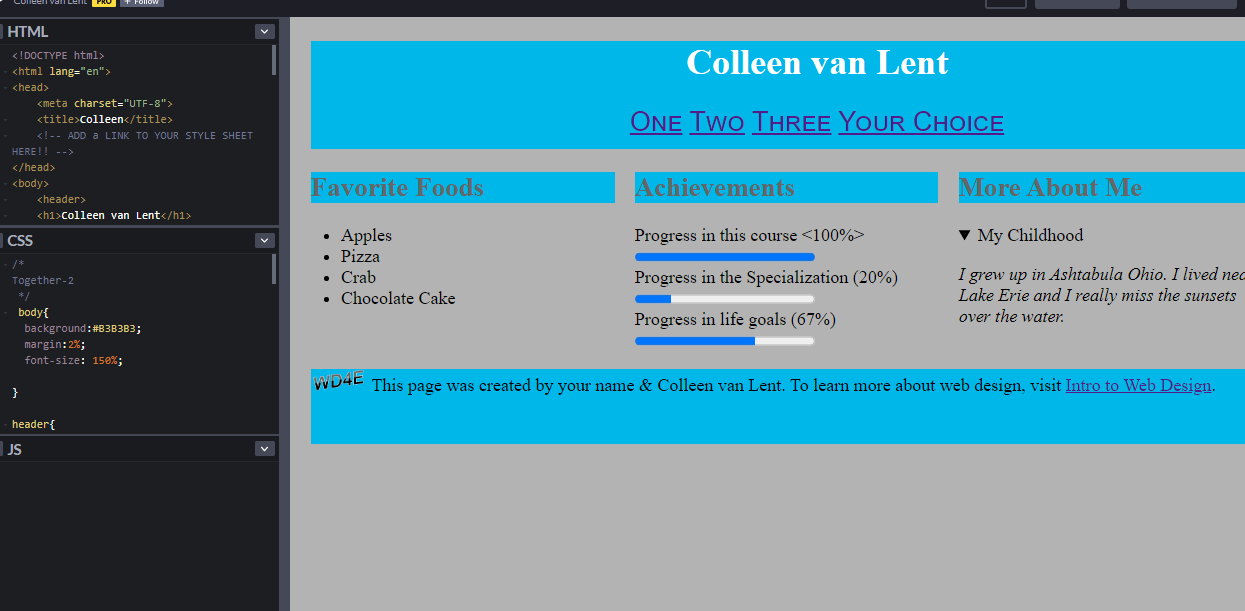 Colleen van Lent PRO + Follow
HTML
<!DOCTYPE html>
<html lang="en">
<head>
<meta charset="UTF-8">
<title>Colleen</title>
<!-- ADD a LINK TO YOUR STYLE SHEET
HERE!! -->
</head>
<body>
<header>
<h1>Colleen van Lent</h1>
CSS
/*
Together-2
*/
body{
background:#B3B3B3;
margin:2%;
font-size: 150%;
}
header{
JS
Colleen van Lent
One Two Three Your Choice
Favorite Foods
Apples
Pizza
Crab
Chocolate Cake
Achievements
Progress in this course <100%>
Progress in the Specialization (20%)
Progress in life goals (67%)
More About Me
▼ My Childhood
I grew up in Ashtabula Ohio. I lived
Lake Erie and I really miss the sunsets
over the water.
WD4E This page was created by your name & Colleen van Lent. To learn more about web design, visit Intro to Web Design.